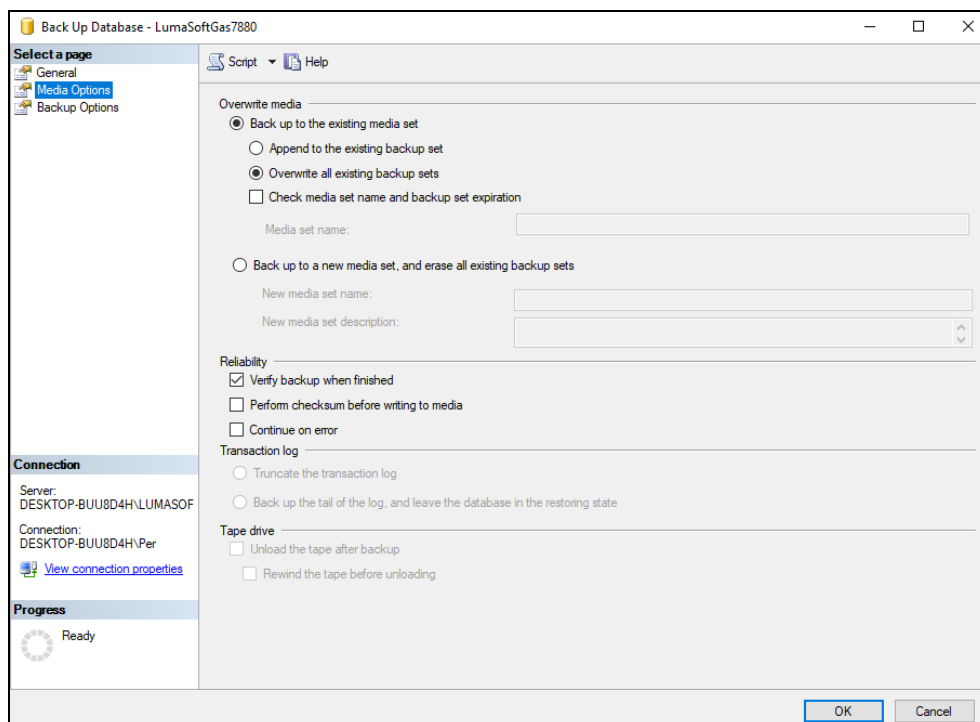 Back Up Database - LumaSoftGas7880
Select a page
General
Media Options
Backup Options
Script
Help
Overwrite media
Back up to the existing media set
Append to the existing backup set
Overwrite all existing backup sets
Check media set name and backup set expiration
Media set name:
Back up to a new media set, and erase all existing backup sets
New media set name:
New media set description:
Reliability
Verify backup when finished
Perform checksum before writing to media
Continue on error
Transaction log
Truncate the transaction log
Back up the tail of the log, and leave the database in the restoring state
Tape drive
Unload the tape after backup
Rewind the tape before unloading
Connection
Server:
DESKTOP-BUU8D4H\LUMASOF
Connection:
DESKTOP-BUU8D4H\Per
View connection properties
Progress
Ready
OK
Cancel